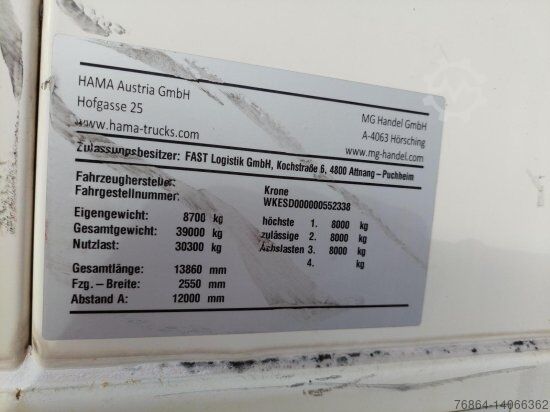 HAMA Austria GmbH
Hofgasse 25
www.hama-trucks.com
MG Handel GmbH
A-4063 Hörsching
www.mg-handel.com
Zulassungsbesitzer: FAST Logistik GmbH, Kochstraße 6, 4800 Attnang-Puchheim
Fahrzeughersteller: Krone
Fahrgestellnummer: WKESD000000552338
Eigengewicht: 8700 kg
Gesamtgewicht: 39000 kg
Nutzlast: 30300 kg
höchste 1. 8000 kg
zulässige 2. 8000 kg
Achslasten 3. 8000 kg
4. kg
Gesamtlänge: 13860 mm
Fzg.-Breite: 2550 mm
Abstand A: 12000 mm
76864-14066362